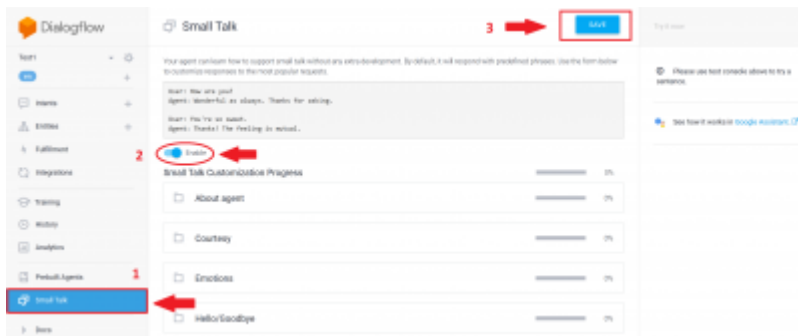 Dialogflow
Test1
en
Intents
Entities
Fulfillment
Integrations
Training
History
Analytics
Prebuilt Agents
1
Small Talk
Docs
Small Talk
3
SAVE
Your agent can learn how to support small talk without any extra development. By default, it will respond with predefined phrases. Use the form below
to customize responses to the most popular requests.
User: How are you?
Agent: Wonderful as always. Thanks for asking.
User: You're so sweet.
Agent: Thanks! The feeling is mutual.
2
Enable
Small Talk Customization Progress 0%
About agent 0%
Courtesy 0%
Emotions 0%
Hello/Goodbye 0%
Try it now
Please use test console above to try a
sentence.
See how it works in Google Assistant.